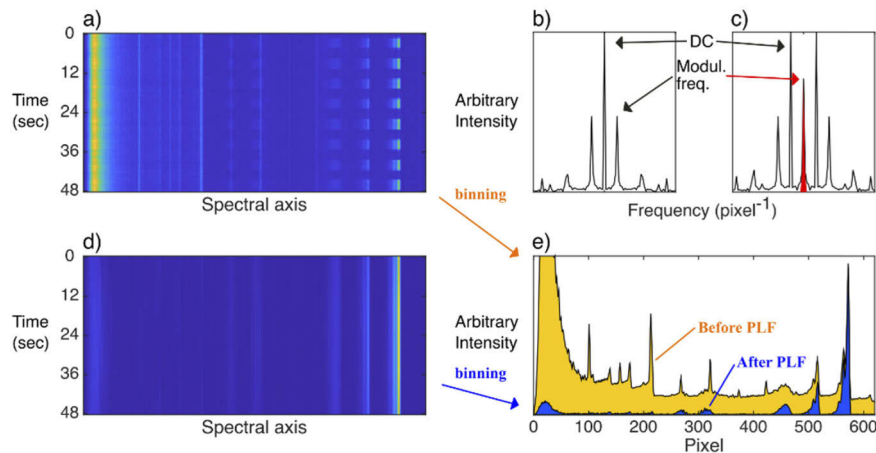 a)
b)
c)
0
12
24
36
48
Time
(sec)
Spectral axis
DC
Modul.
freq.
Arbitrary
Intensity
Frequency (pixel-1)
binning
d)
0
12
24
36
48
Time
(sec)
Spectral axis
binning
e)
Arbitrary
Intensity
Before PLF
After PLF
0 100 200 300 400 500 600
Pixel